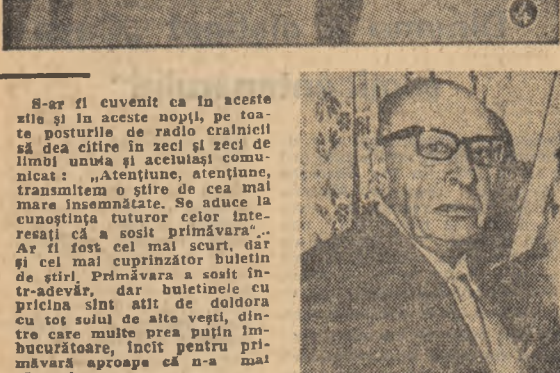 4
S-ar fi cuvenit ca în aceste
zile și în aceste nopți, pe toa-
te posturile de radio crainicii
să dea citire în zeci și zeci de
limbi unuia și aceluiași comu-
nicat : „Atențiune, atențiune,
transmitem o știre de cea mai
mare însemnătate. Se aduce la
cunoștința tuturor celor inte-
resați că a sosit primăvara“...
Ar fi fost cel mai scurt, dar
și cel mai cuprinzător buletin
de știri. Primăvara a sosit în-
tr-adevăr, dar buletinele cu
pricina sînt atît de doldora
cu tot soiul de alte vești, din-
tre care multe prea puțin îm-
bucurătoare, încît pentru pri-
măvară aproape că n-a mai